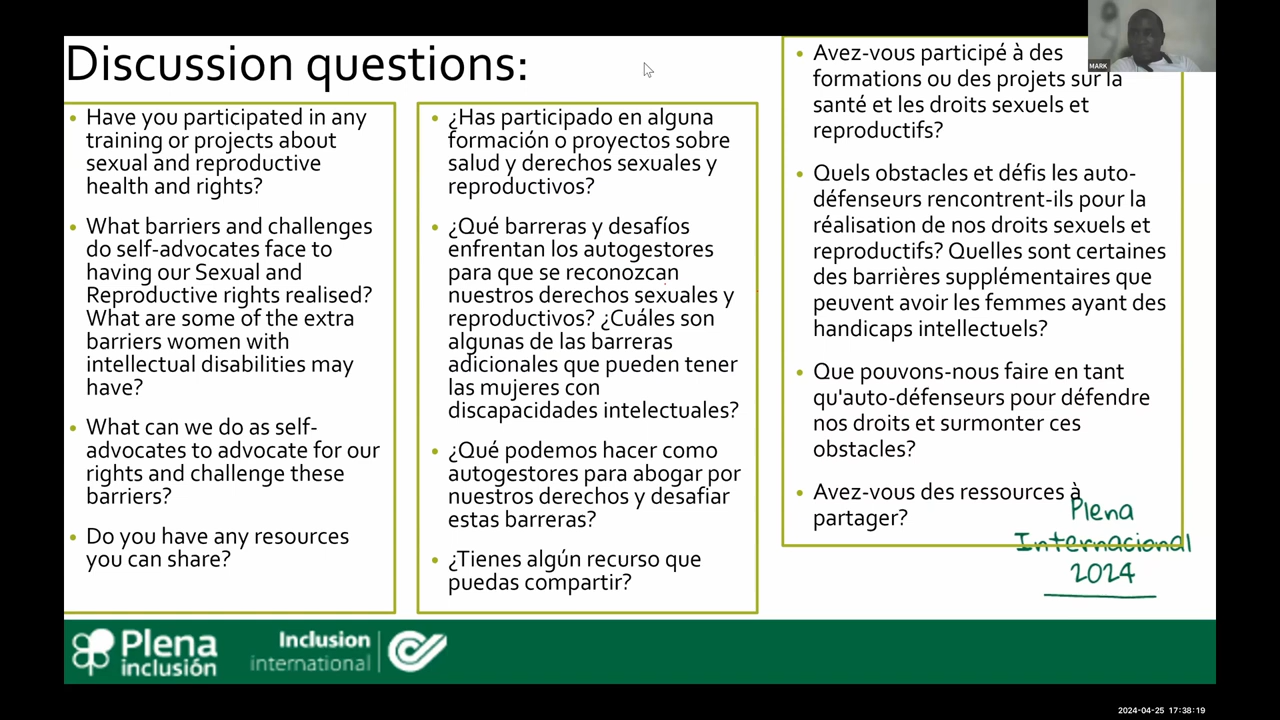 Discussion questions:
• Have you participated in any
training or projects about
sexual and reproductive
health and rights?
• What barriers and challenges
do self-advocates face to
having our Sexual and
Reproductive rights realised?
What are some of the extra
barriers women with
intellectual disabilities may
have?
• What can we do as self-
advocates to advocate for our
rights and challenge these
barriers?
• Do you have any resources
you can share?
• ¿Has participado en alguna
formación o proyectos sobre
salud y derechos sexuales y
reproductivos?
• ¿Qué barreras y desafíos
enfrentan los autogestores
para que se reconozcan
nuestros derechos sexuales y
reproductivos? ¿Cuáles son
algunas de las barreras
adicionales que pueden tener
las mujeres con
discapacidades intelectuales?
• ¿Qué podemos hacer como
autogestores para abogar por
nuestros derechos y desafiar
estas barreras?
• ¿Tienes algún recurso que
puedas compartir?
• Avez-vous participé à des
formations ou des projets sur la
santé et les droits sexuels et
reproductifs?
• Quels obstacles et défis les auto-
défenseurs rencontrent-ils pour la
réalisation de nos droits sexuels et
reproductifs? Quelles sont certaines
des barrières supplémentaires que
peuvent avoir les femmes ayant des
handicaps intellectuels?
• Que pouvons-nous faire en tant
qu'auto-défenseurs pour défendre
nos droits et surmonter ces
obstacles?
• Avez-vous des ressources à
partager?
MARK
Plena
Internacional
2024
Plena
inclusión
Inclusion
international
2024-04-25 17:38:19